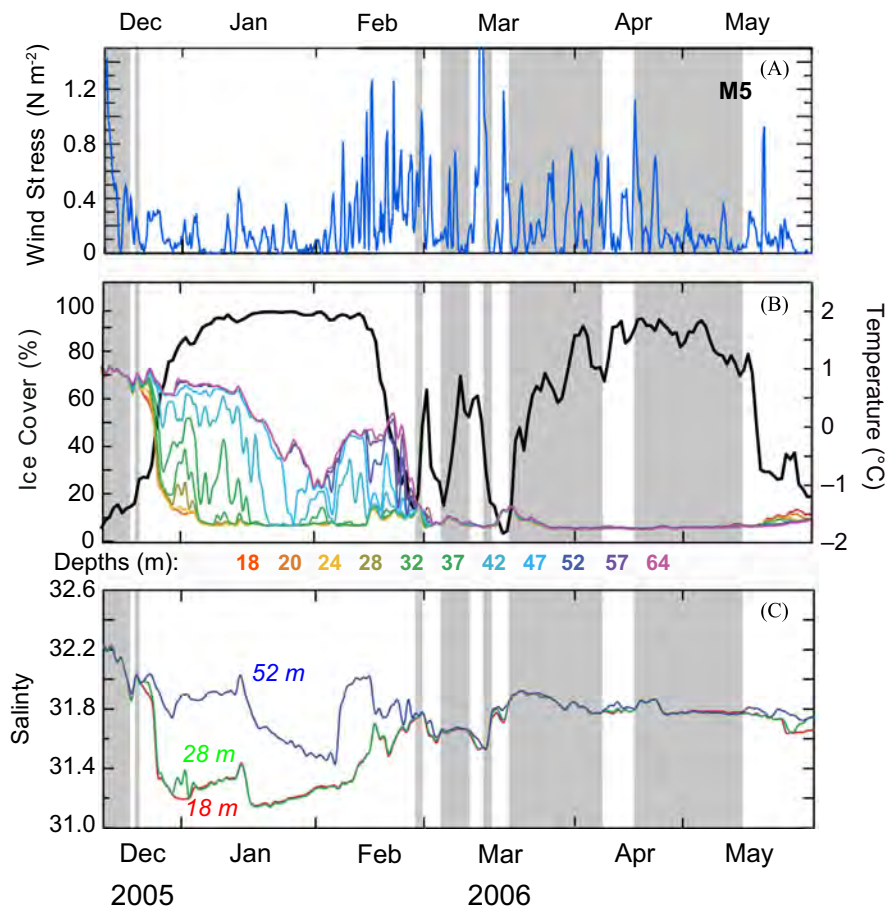 Dec Jan Feb Mar Apr May
(A)
M5
Wind Stress (N m⁻²)
1.2
0.8
0.4
0
(B)
Ice Cover (%)
100
80
60
40
20
0
Temperature (°C)
2
1
0
−1
−2
Depths (m): 18 20 24 28 32 37 42 47 52 57 64
(C)
Salinity
32.6
32.2
31.8
31.4
31.0
52 m
28 m
18 m
Dec Jan Feb Mar Apr May
2005 2006